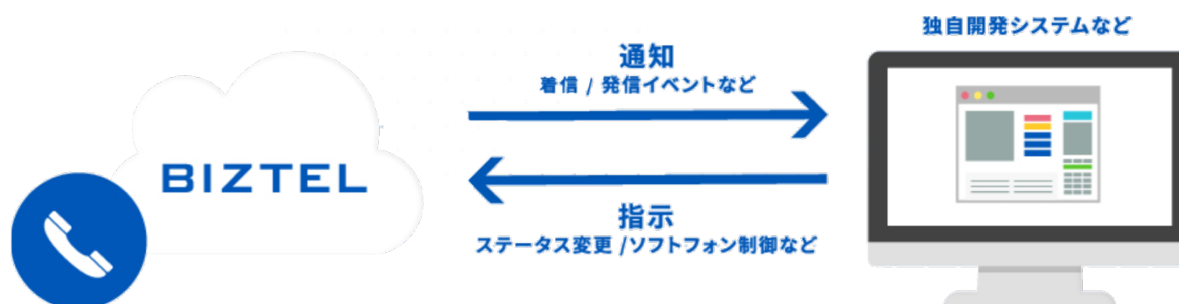 独自開発システムなど
通知
着信 / 発信イベントなど
BIZTEL
指示
ステータス変更 /ソフトフォン制御など